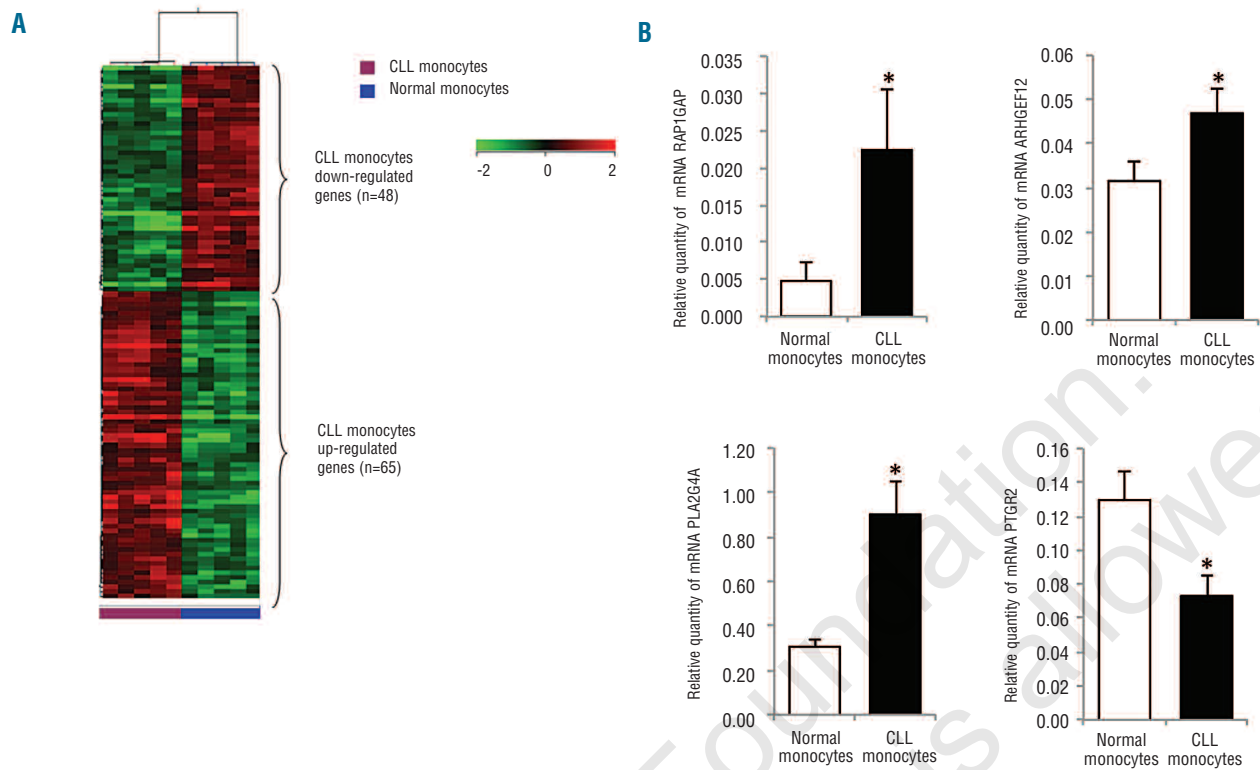 A
CLL monocytes
Normal monocytes
-2 0 2
CLL monocytes
down-regulated
genes (n=48)
CLL monocytes
up-regulated
genes (n=65)
B
Relative quantity of mRNA RAP1GAP
0.035
0.030
0.025
0.020
0.015
0.010
0.005
0.000
*
Normal
monocytes
CLL
monocytes
Relative quantity of mRNA ARHGEF12
0.06
0.05
0.04
0.03
0.02
0.01
0.00
*
Normal
monocytes
CLL
monocytes
Relative quantity of mRNA PLA2G4A
1.20
1.00
0.80
0.60
0.40
0.20
0.00
*
Normal
monocytes
CLL
monocytes
Relative quantity of mRNA PTGR2
0.16
0.14
0.12
0.10
0.08
0.06
0.04
0.02
0.00
*
Normal
monocytes
CLL
monocytes
Foundation.
allowe